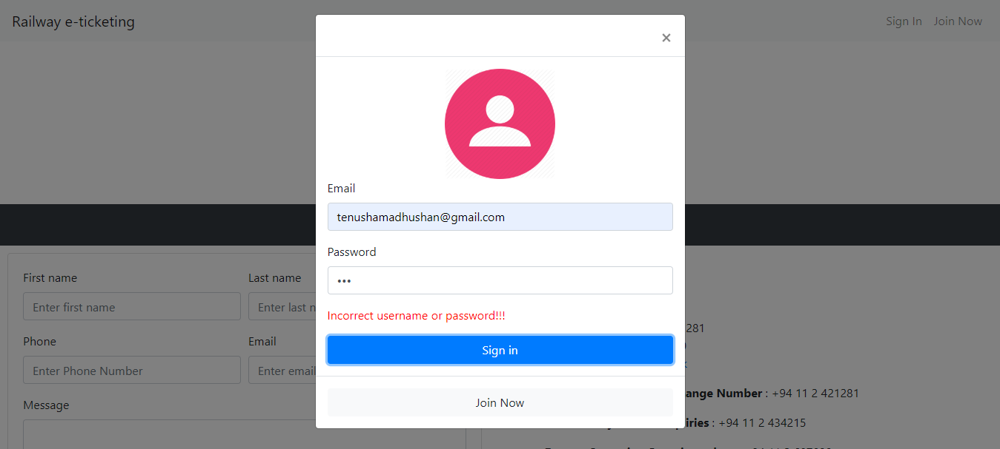 Railway e-ticketing
Sign In Join Now
×
Email
tenushamadhushan@gmail.com
Password
•••
Incorrect username or password!!!
Sign in
Join Now
First name Last name
Enter first name Enter last n
Phone Email
Enter Phone Number Enter email
Message
281
ange Number : +94 11 2 421281
iries : +94 11 2 434215